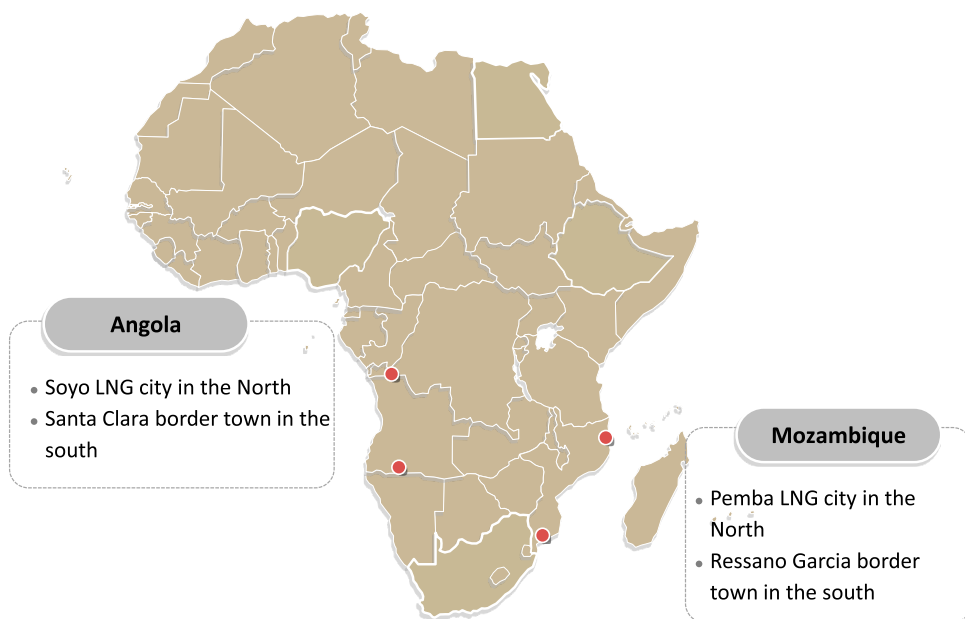 Angola
• Soyo LNG city in the North
• Santa Clara border town in the
south
Mozambique
• Pemba LNG city in the
North
• Ressano Garcia border
town in the south